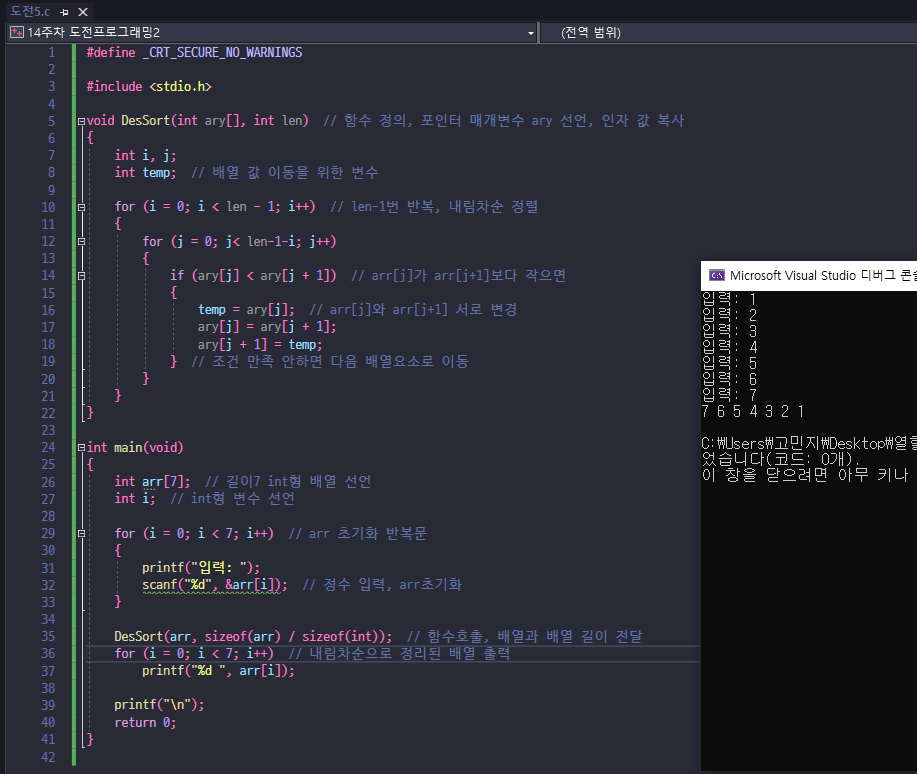 도전5.c
14주차 도전프로그래밍2
(전역 범위)
1 #define _CRT_SECURE_NO_WARNINGS
2
3 #include <stdio.h>
4
5 void DesSort(int ary[], int len)  // 함수 정의, 포인터 매개변수 ary 선언, 인자 값 복사
6 {
7     int i, j;
8     int temp;  // 배열 값 이동을 위한 변수
9
10     for (i = 0; i < len - 1; i++)  // len-1번 반복, 내림차순 정렬
11     {
12         for (j = 0; j< len-1-i; j++)
13         {
14             if (ary[j] < ary[j + 1])  // arr[j]가 arr[j+1]보다 작으면
15             {
16                 temp = ary[j];  // arr[j]와 arr[j+1] 서로 변경
17                 ary[j] = ary[j + 1];
18                 ary[j + 1] = temp;
19             }  // 조건 만족 안하면 다음 배열요소로 이동
20         }
21     }
22 }
23
24 int main(void)
25 {
26     int arr[7];  // 길이7 int형 배열 선언
27     int i;  // int형 변수 선언
28
29     for (i = 0; i < 7; i++)  // arr 초기화 반복문
30     {
31         printf("입력: ");
32         scanf("%d", &arr[i]);  // 정수 입력, arr초기화
33     }
34
35     DesSort(arr, sizeof(arr) / sizeof(int));  // 함수호출, 배열과 배열 길이 전달
36     for (i = 0; i < 7; i++)  // 내림차순으로 정리된 배열 출력
37         printf("%d ", arr[i]);
38
39     printf("\n");
40     return 0;
41 }
42
Microsoft Visual Studio 디버그 콘솔
입력: 1
입력: 2
입력: 3
입력: 4
입력: 5
입력: 6
입력: 7
7 6 5 4 3 2 1
C:₩Users₩고민지₩Desktop₩열혈
었습니다(코드: 0개).
이 창을 닫으려면 아무 키나